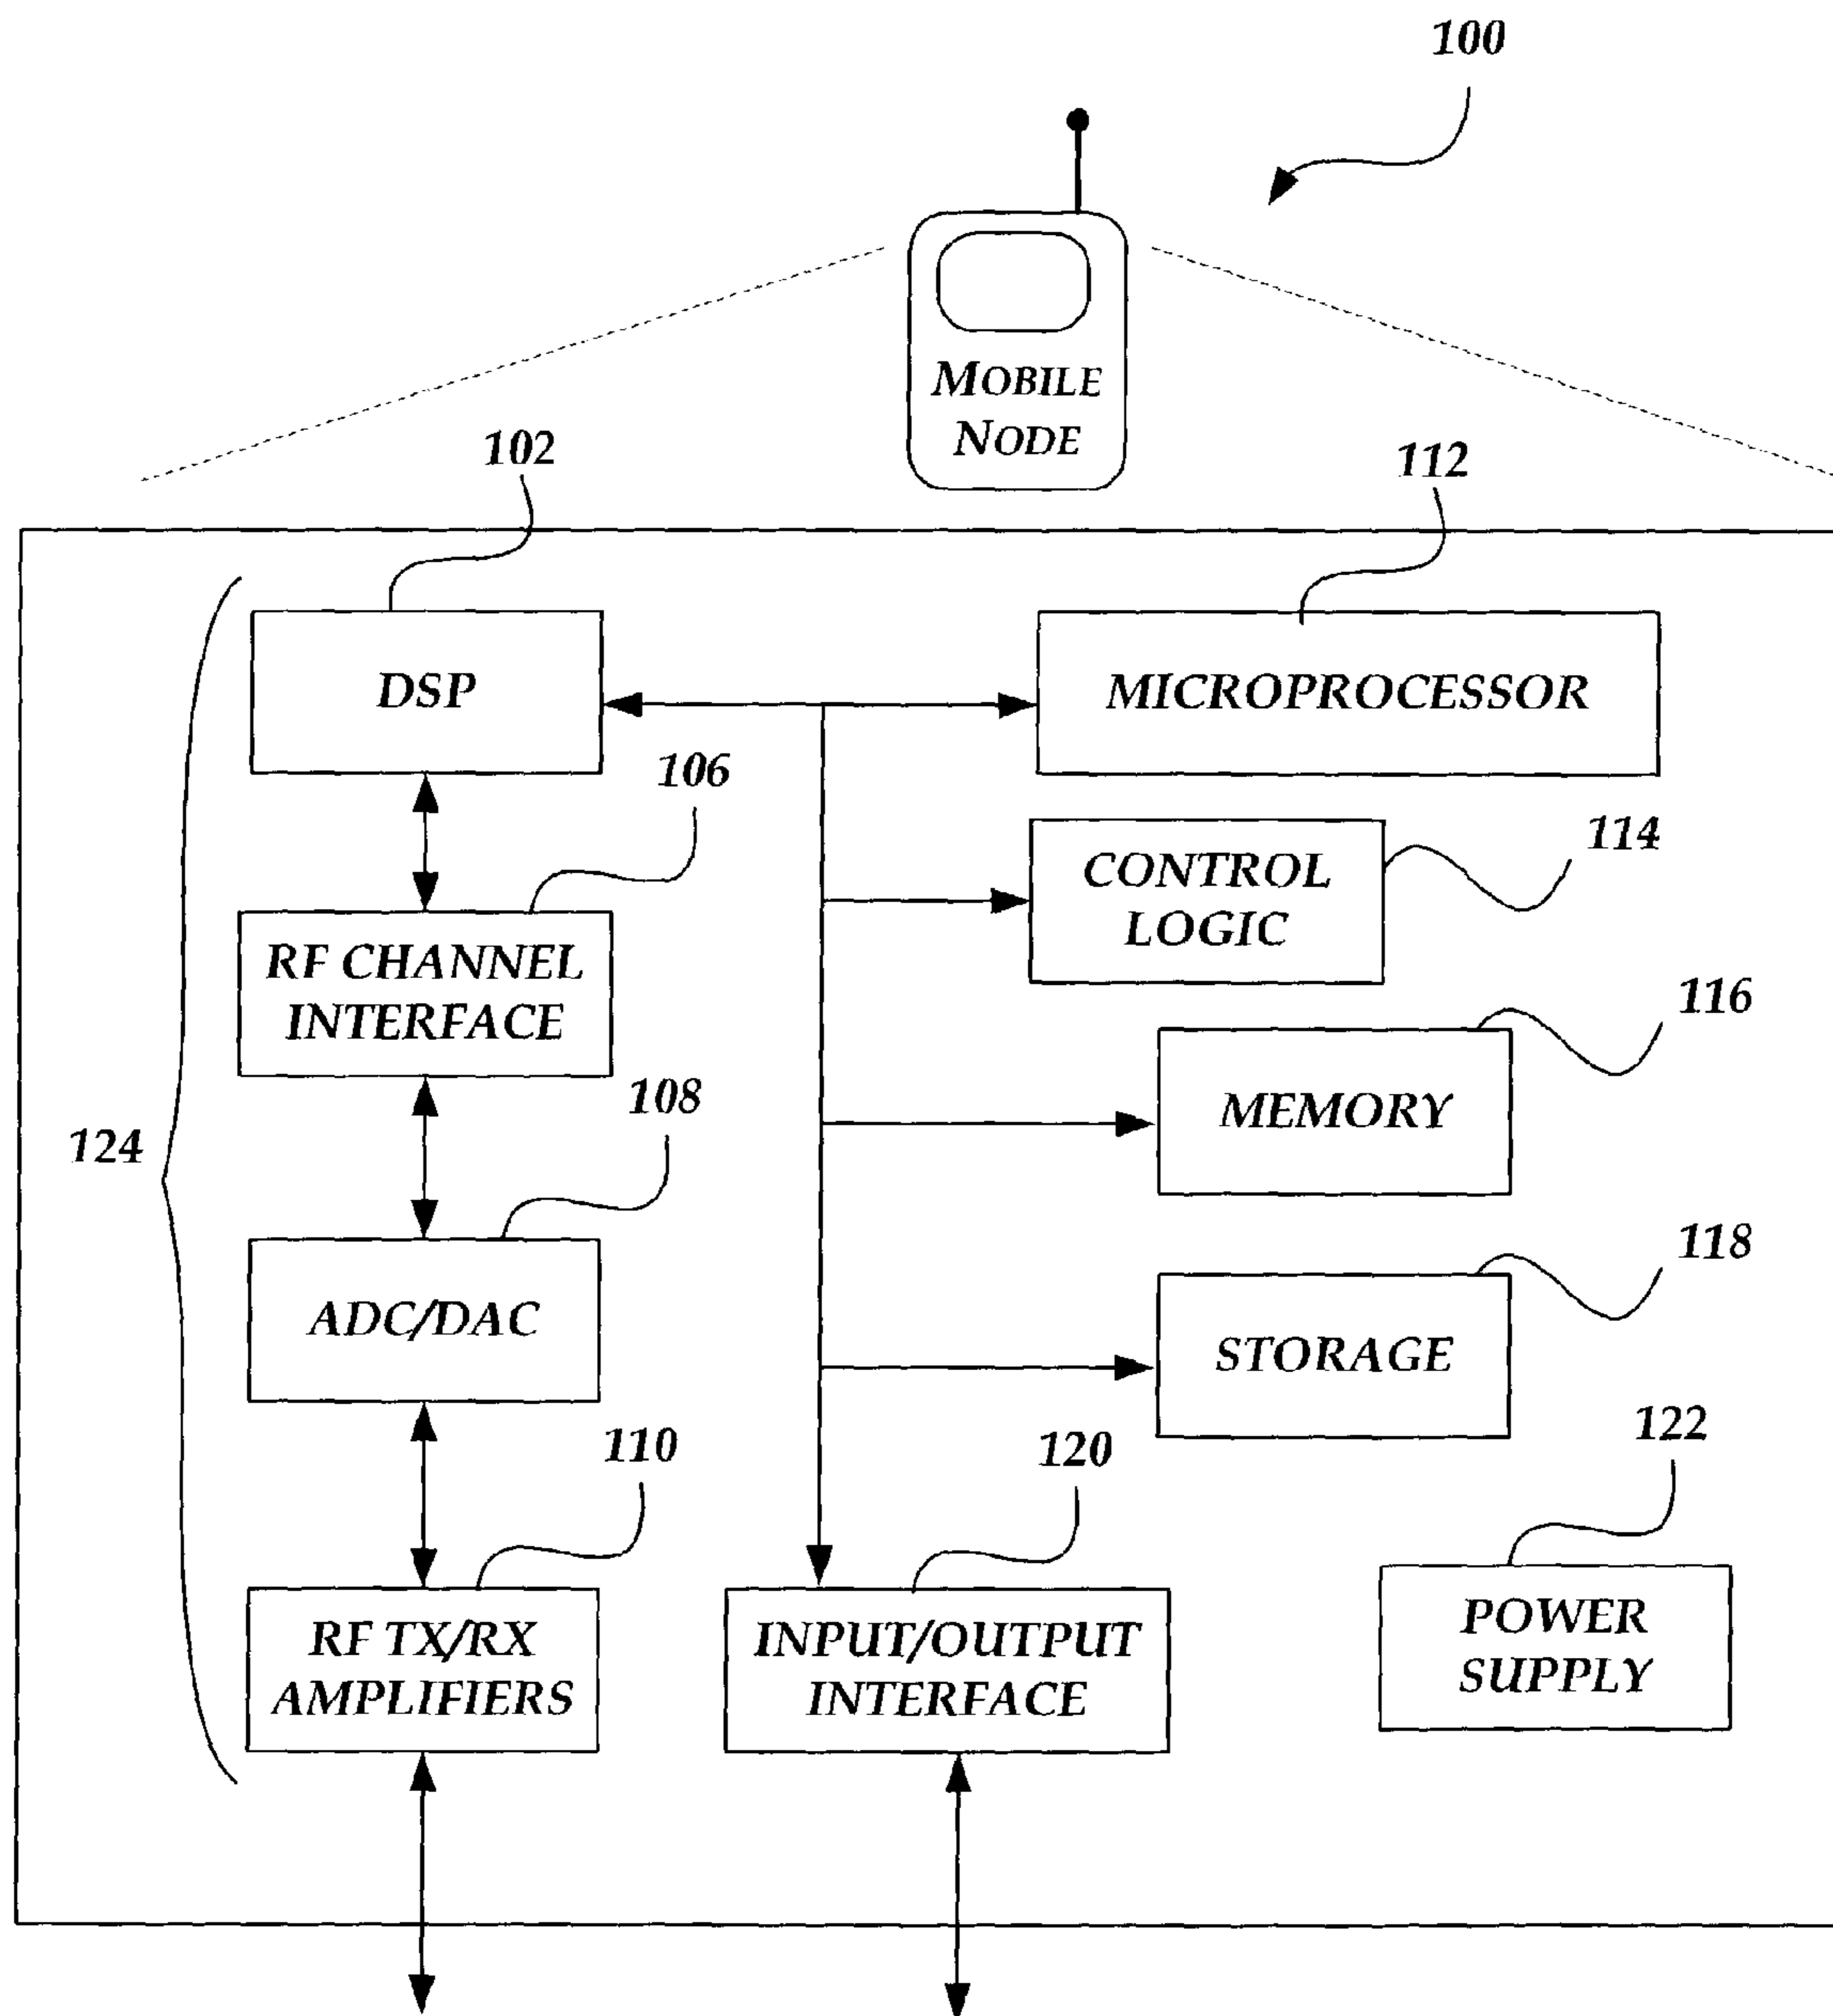 100
MOBILE
NODE
102
112
DSP
MICROPROCESSOR
106
114
CONTROL
LOGIC
RF CHANNEL
INTERFACE
116
108
MEMORY
124
118
ADC/DAC
STORAGE
122
110
120
RF TX/RX
AMPLIFIERS
INPUT/OUTPUT
INTERFACE
POWER
SUPPLY